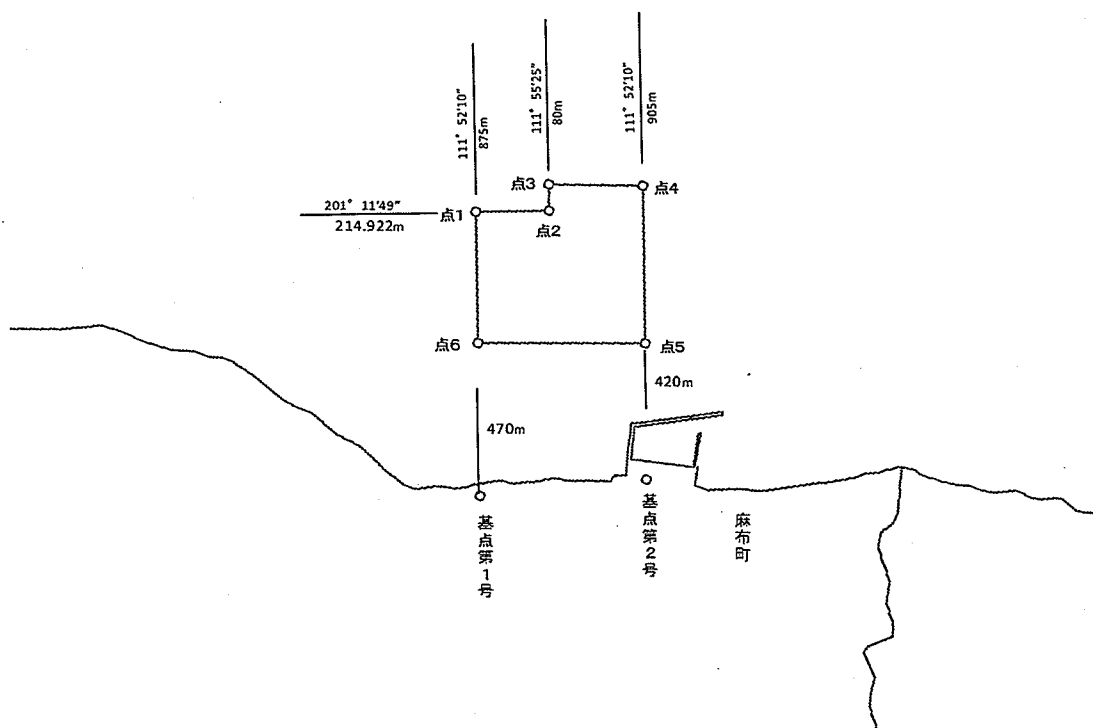 111° 52′10″
875m
111° 55′25″
80m
111° 52′10″
905m
点3
点4
201° 11′49″
214.922m
点1
点2
点6
点5
420m
470m
基点第1号
基点第2号
麻布町